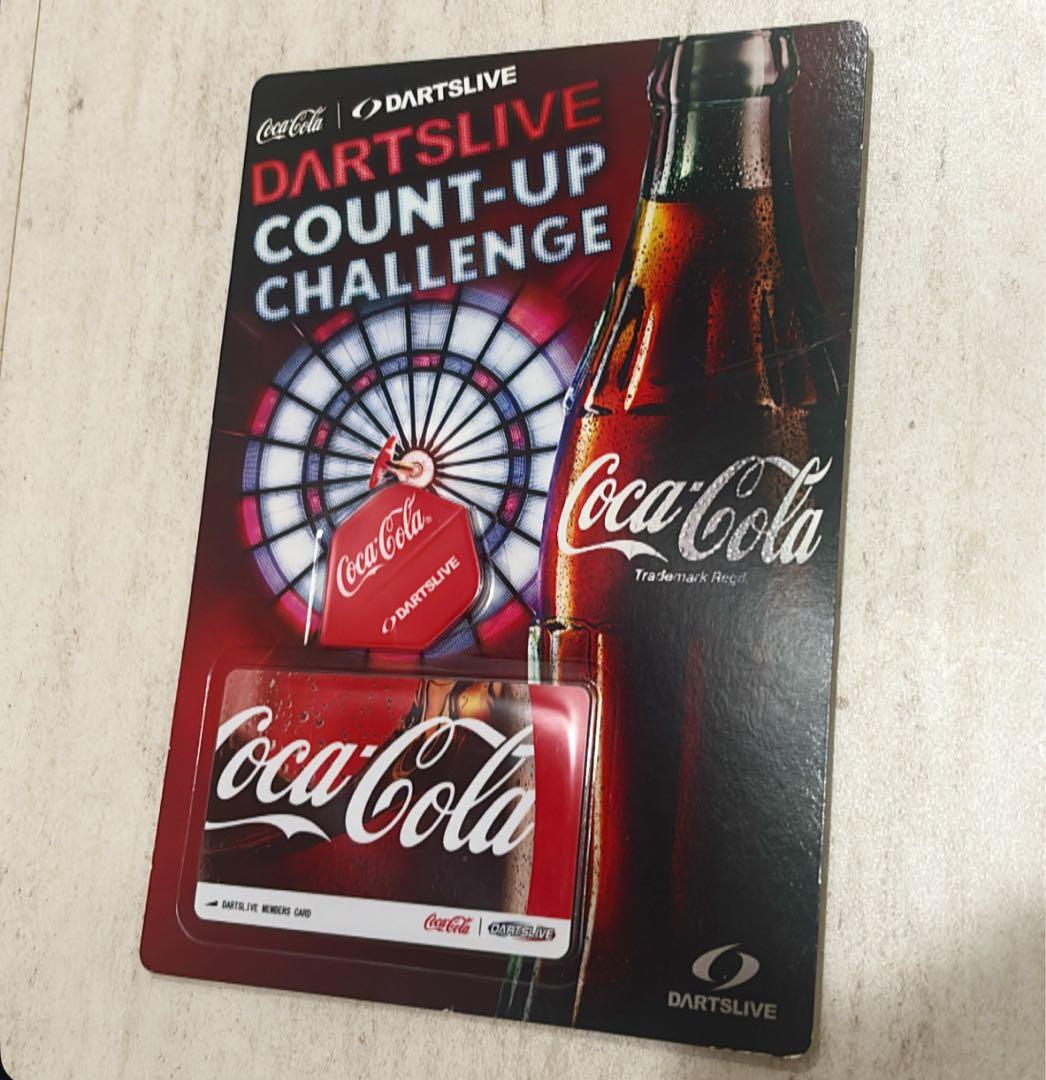 Coca-Cola | DARTSLIVE
DARTSLIVE
COUNT-UP
CHALLENGE
Coca-Cola
Trademark Regd.
Coca-Cola®
DARTSLIVE
Coca-Cola
DARTSLIVE MEMBERS CARD
Coca-Cola | DARTSLIVE
DARTSLIVE